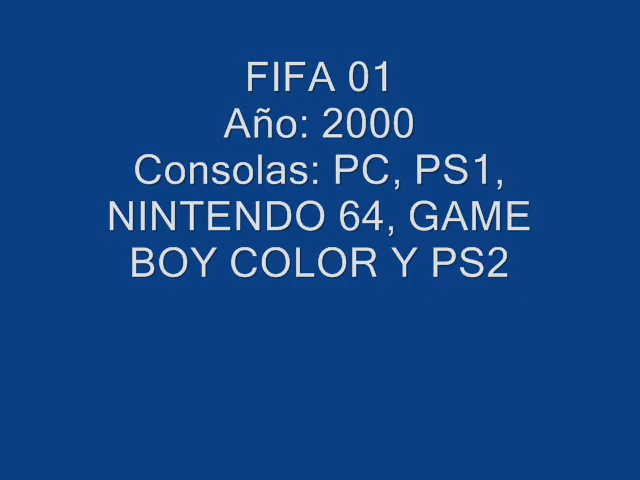 FIFA 01
Año: 2000
Consolas: PC, PS1,
NINTENDO 64, GAME
BOY COLOR Y PS2